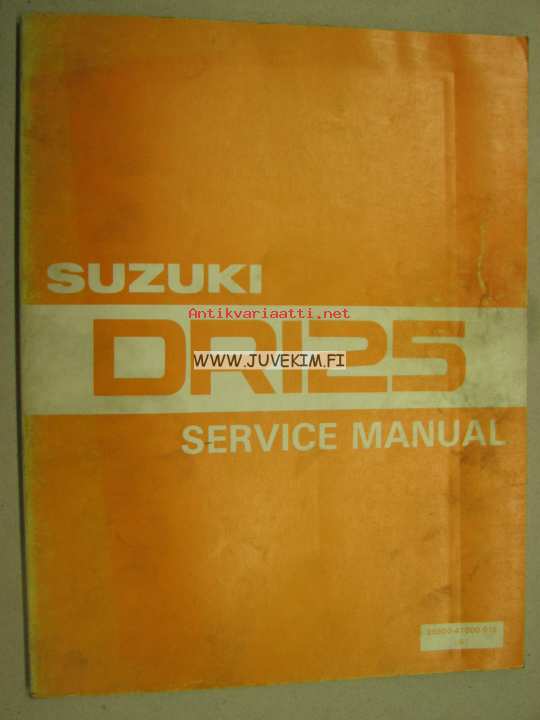 SUZUKI
Antikvariaatti.net
DR125
WWW.JUVEKIM.FI
SERVICE MANUAL